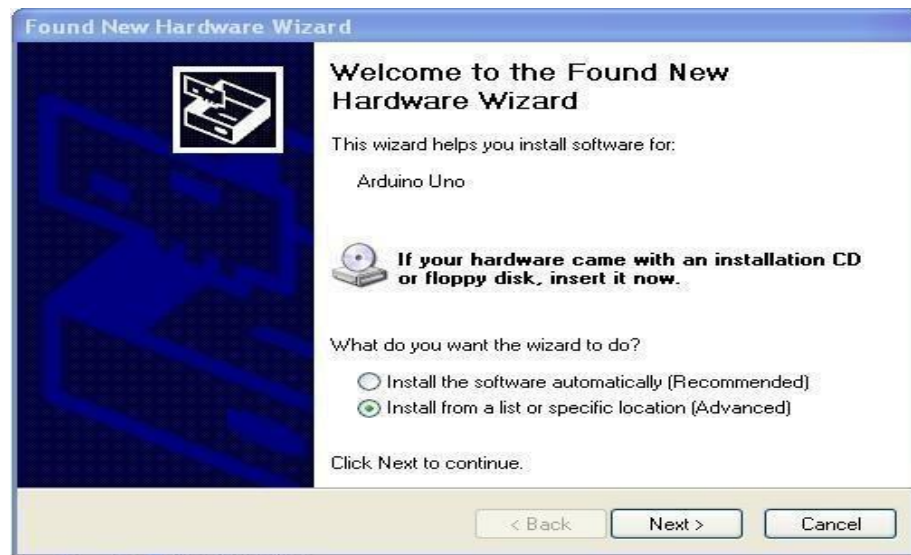 Found New Hardware Wizard
Welcome to the Found New
Hardware Wizard
This wizard helps you install software for:
Arduino Uno
If your hardware came with an installation CD
or floppy disk, insert it now.
What do you want the wizard to do?
Install the software automatically (Recommended)
Install from a list or specific location (Advanced)
Click Next to continue.
< Back Next > Cancel